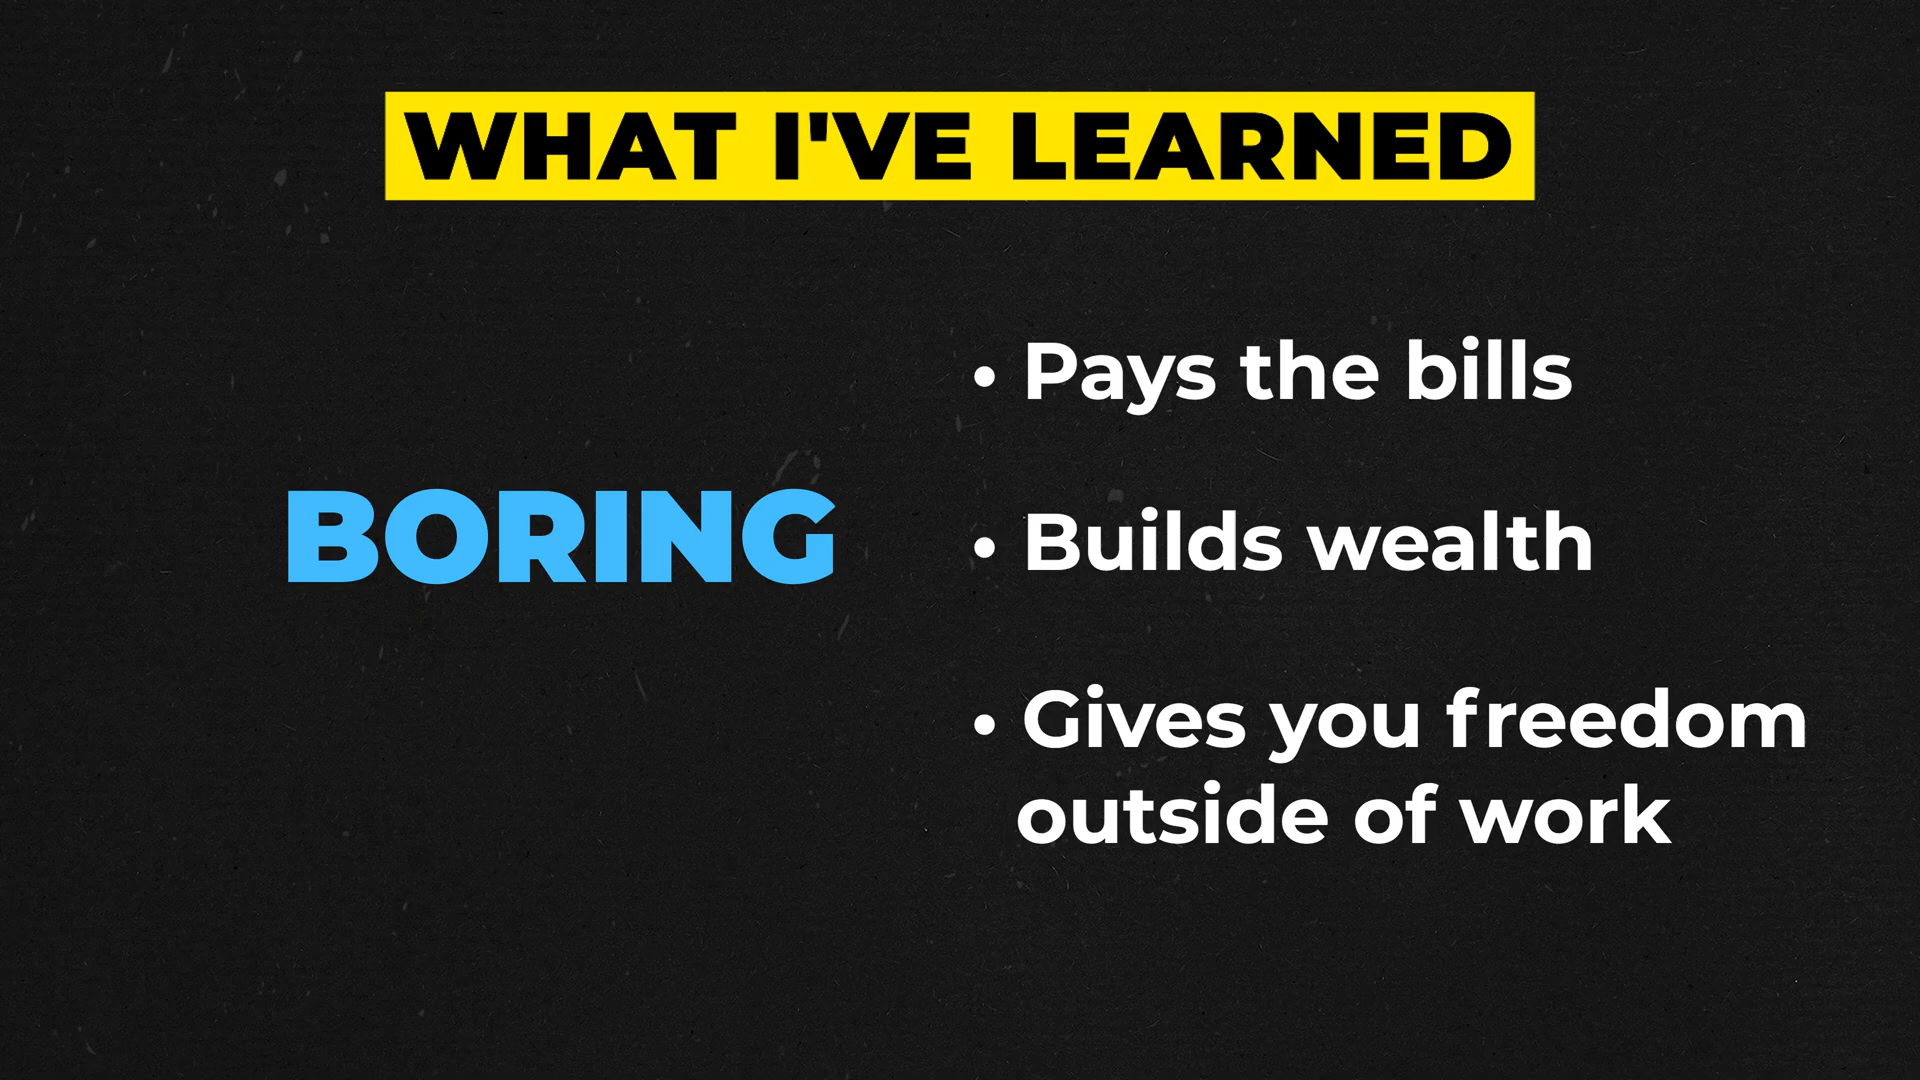 WHAT I'VE LEARNED
BORING
• Pays the bills
• Builds wealth
• Gives you freedom
outside of work